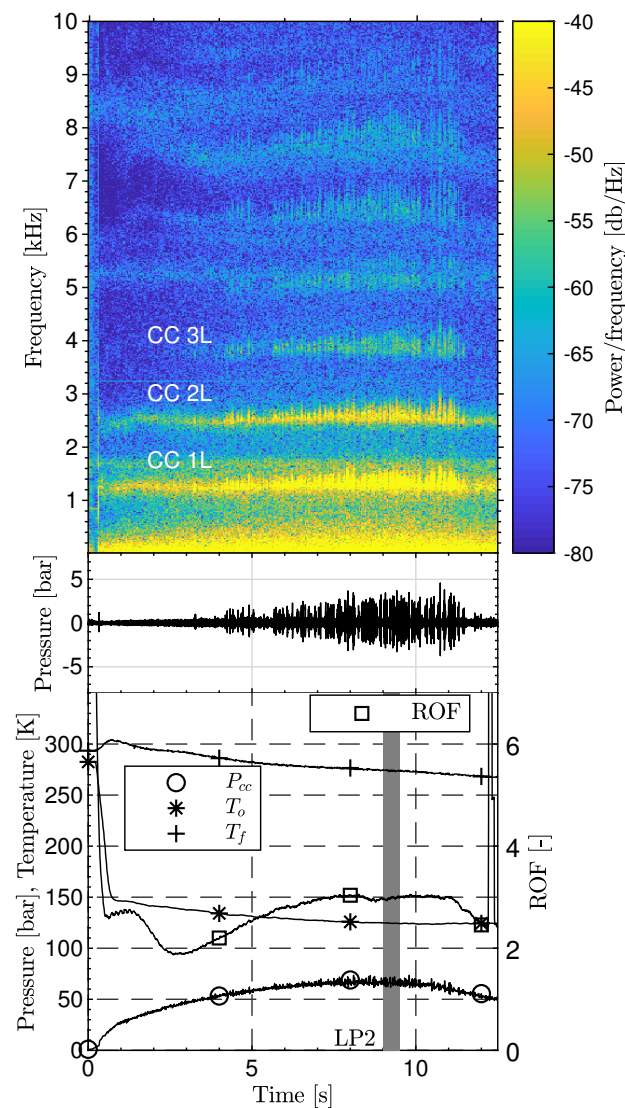 10
9
8
7
6
5
4
3
2
1
Frequency [kHz]
CC 3L
CC 2L
CC 1L
-40
-45
-50
-55
-60
-65
-70
-75
-80
Power/frequency [db/Hz]
5
0
-5
Pressure [bar]
ROF
P_cc
T_o
T_f
300
250
200
150
100
50
0
Pressure [bar], Temperature [K]
6
4
2
0
ROF [-]
LP2
0
5
10
Time [s]